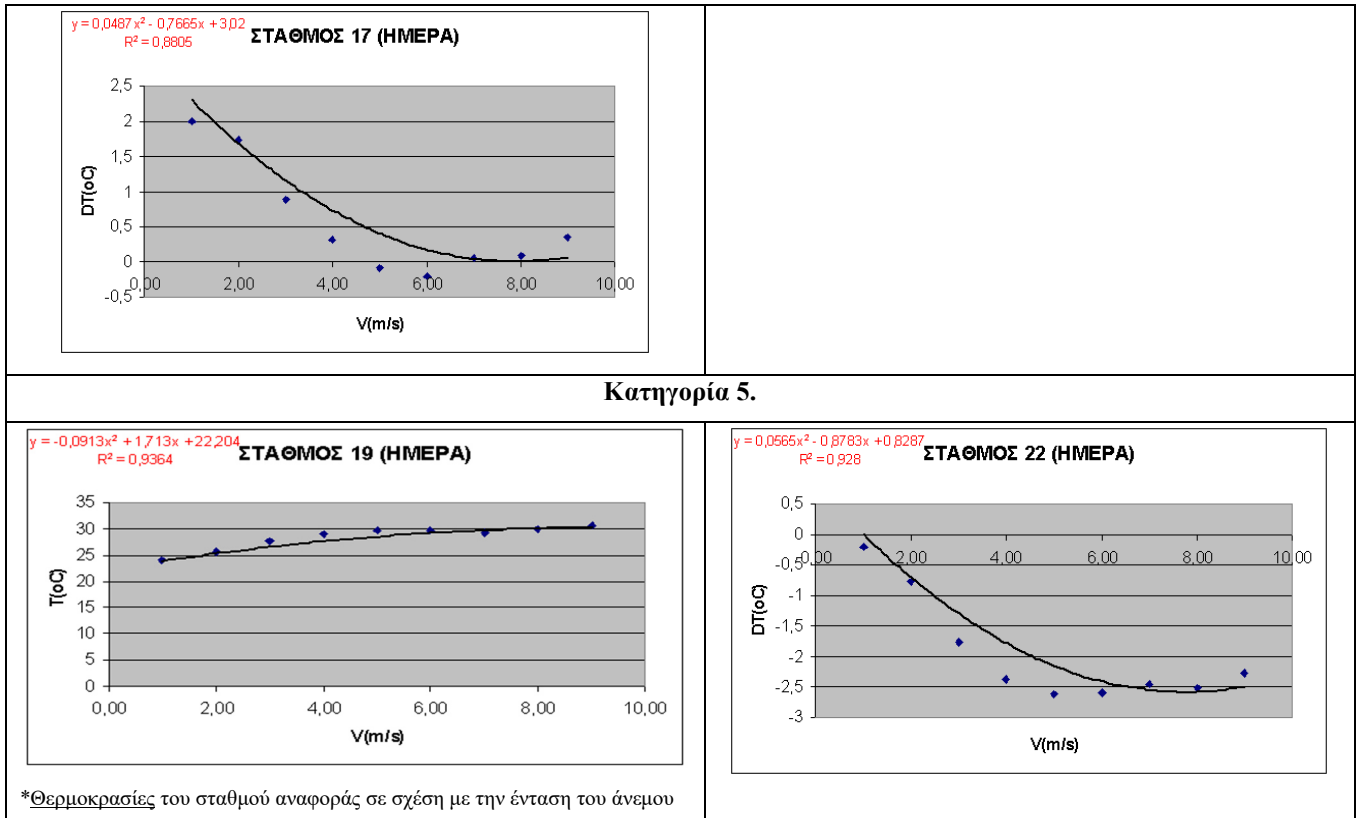 y = 0,0487x² - 0,7665x + 3,02
R² = 0,8805
ΣΤΑΘΜΟΣ 17 (ΗΜΕΡΑ)
2,5
2
1,5
1
0,5
0
-0,5
DT(oC)
0,00 2,00 4,00 6,00 8,00 10,00
V(m/s)
Κατηγορία 5.
y = -0,0913x² + 1,713x + 22,204
R² = 0,9364
ΣΤΑΘΜΟΣ 19 (ΗΜΕΡΑ)
35
30
25
20
15
10
5
0
T(oC)
0,00 2,00 4,00 6,00 8,00 10,00
V(m/s)
*Θερμοκρασίες του σταθμού αναφοράς σε σχέση με την ένταση του άνεμου
y = 0,0565x² - 0,8783x + 0,8287
R² = 0,928
ΣΤΑΘΜΟΣ 22 (ΗΜΕΡΑ)
0,5
0
-0,5
-1
-1,5
-2
-2,5
-3
DT(oC)
0,00 2,00 4,00 6,00 8,00 10,00
V(m/s)